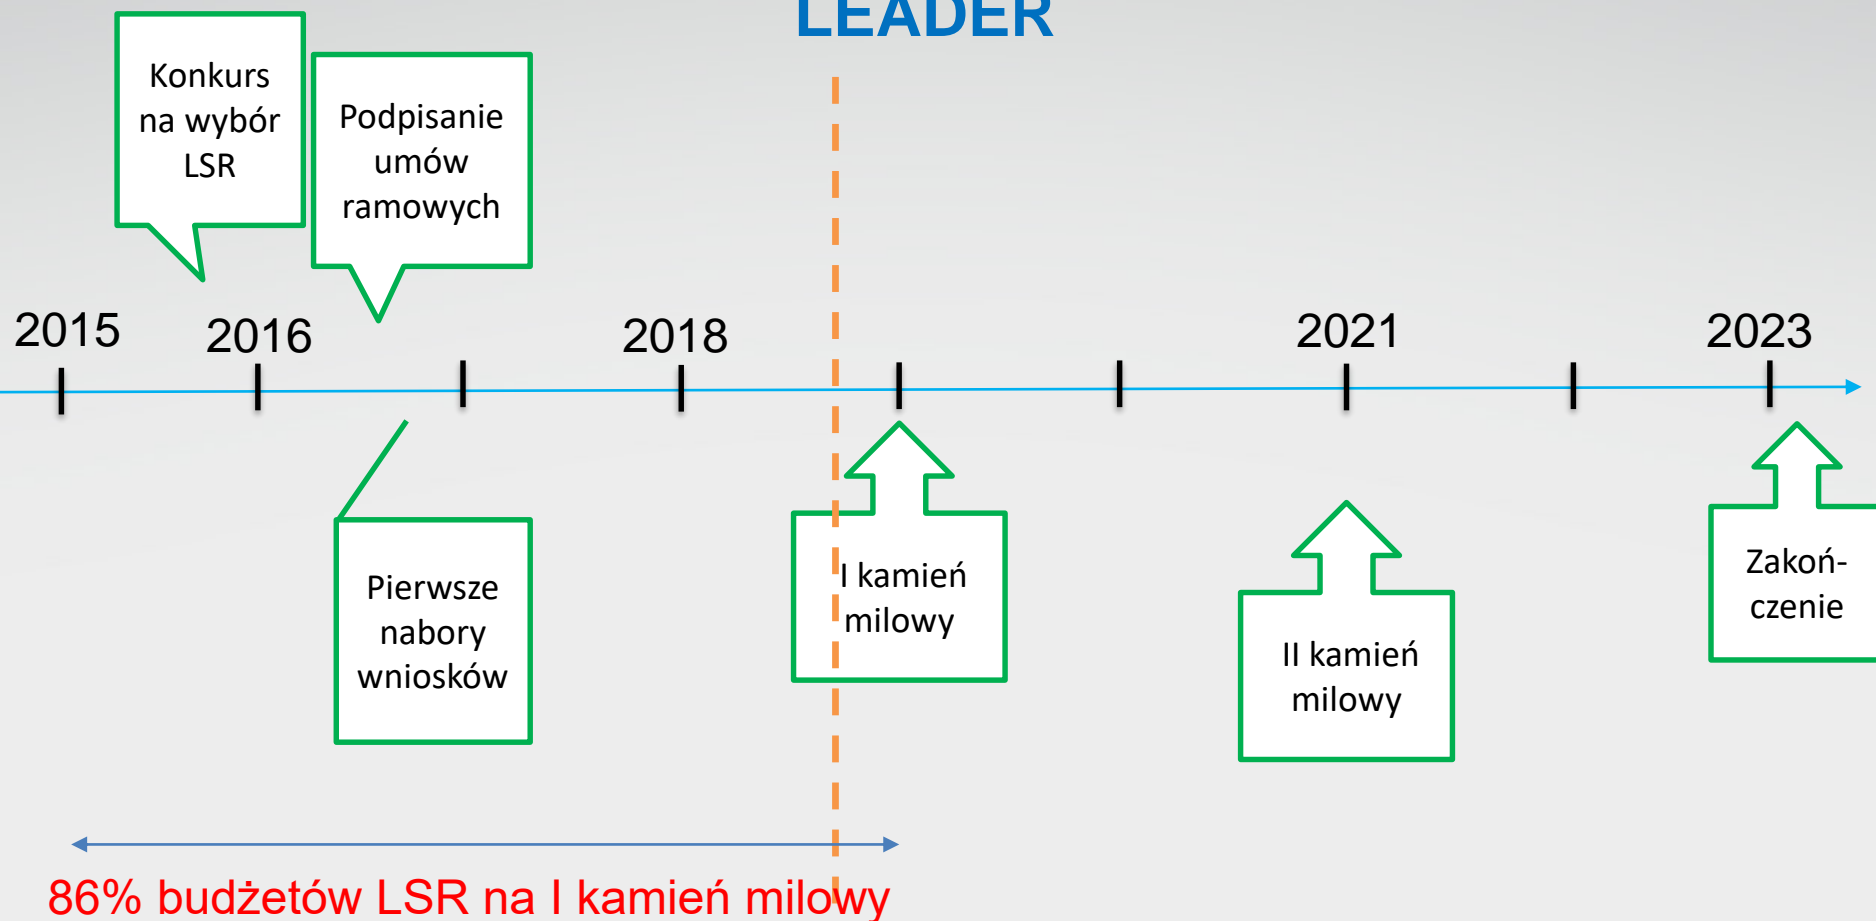 LEADER
Konkurs
na wybór
LSR
Podpisanie
umów
ramowych
2015
2016
2018
2021
2023
Pierwsze
nabory
wniosków
I kamień
milowy
II kamień
milowy
Zakoń-
czenie
86% budżetów LSR na I kamień milowy